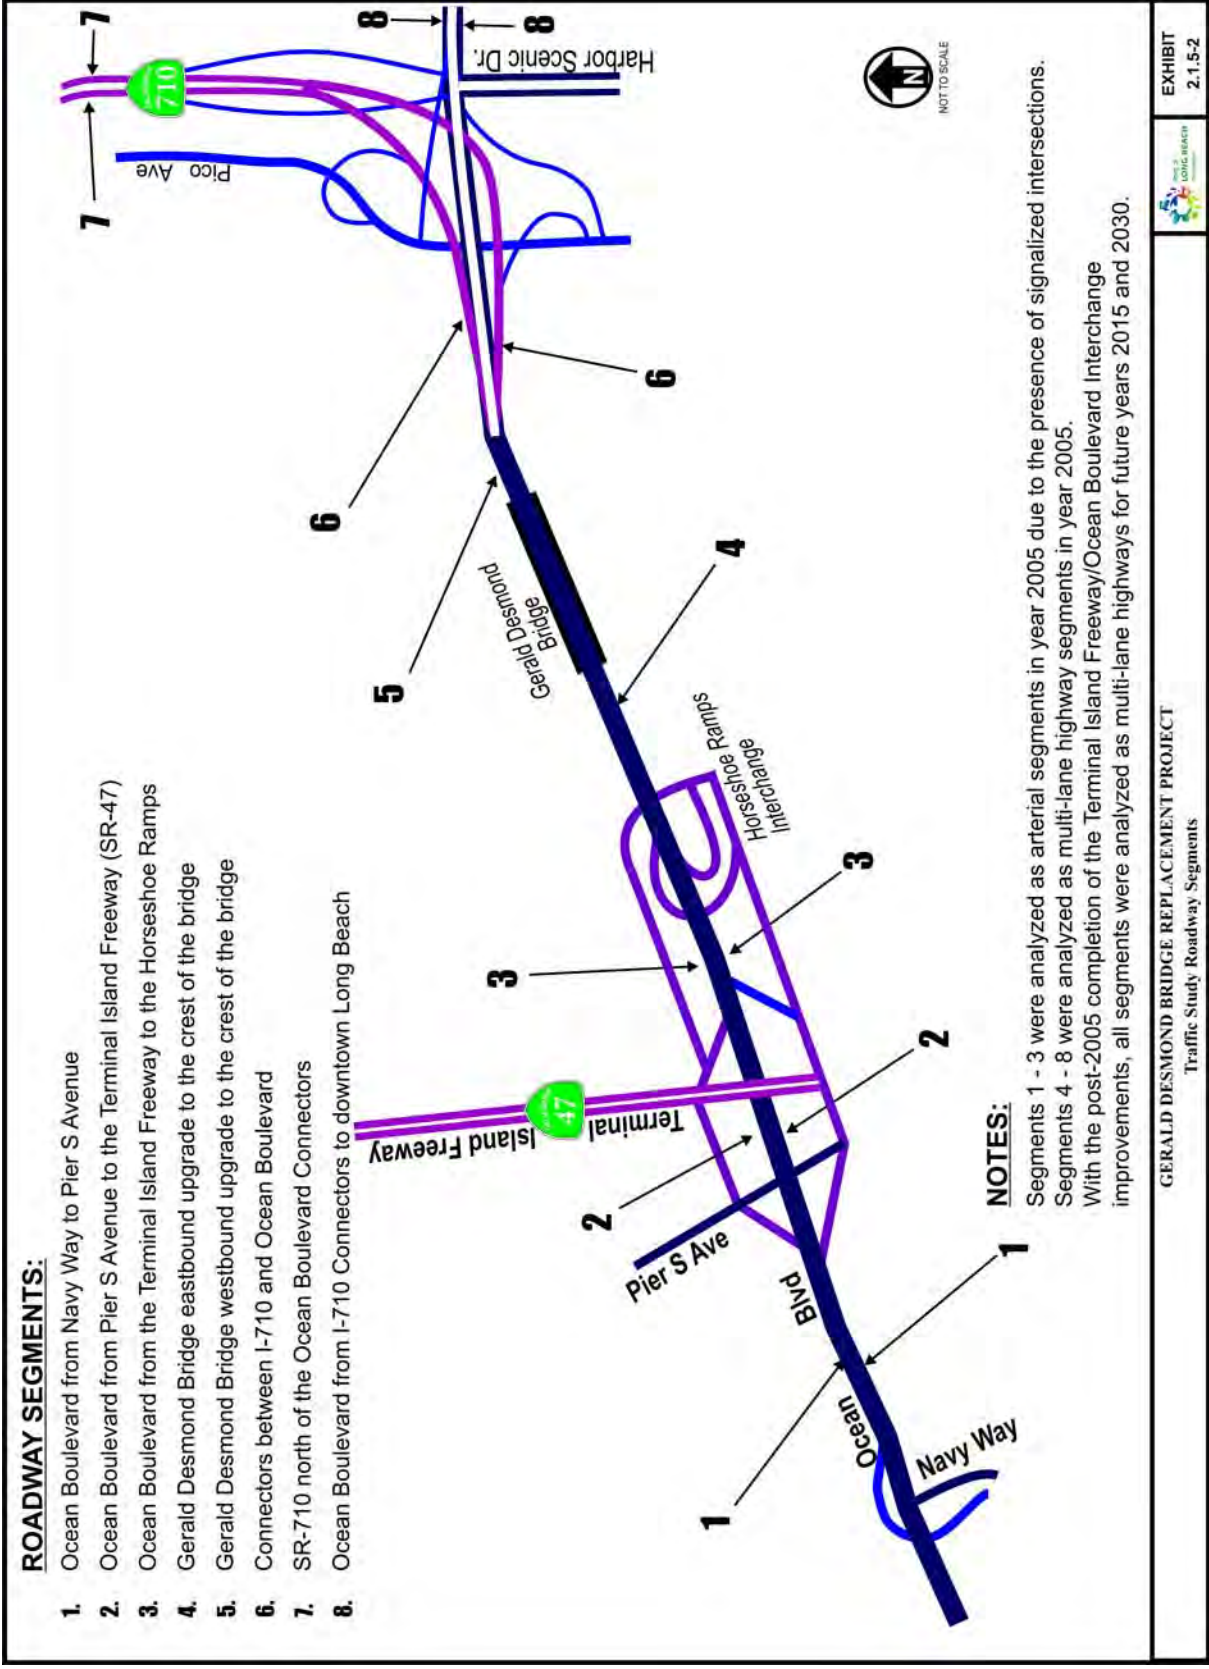 ROADWAY SEGMENTS:
1. Ocean Boulevard from Navy Way to Pier S Avenue
2. Ocean Boulevard from Pier S Avenue to the Terminal Island Freeway (SR-47)
3. Ocean Boulevard from the Terminal Island Freeway to the Horseshoe Ramps
4. Gerald Desmond Bridge eastbound upgrade to the crest of the bridge
5. Gerald Desmond Bridge westbound upgrade to the crest of the bridge
6. Connectors between I-710 and Ocean Boulevard
7. SR-710 north of the Ocean Boulevard Connectors
8. Ocean Boulevard from I-710 Connectors to downtown Long Beach
7
7
710
Pico Ave
8
8
Harbor Scenic Dr.
6
6
5
Gerald Desmond
Bridge
4
Horseshoe Ramps
Interchange
3
3
Terminal
Island Freeway
47
2
2
Pier S Ave
Blvd
Ocean
1
1
Navy Way
N
NOT TO SCALE
NOTES:
Segments 1 - 3 were analyzed as arterial segments in year 2005 due to the presence of signalized intersections.
Segments 4 - 8 were analyzed as multi-lane highway segments in year 2005.
With the post-2005 completion of the Terminal Island Freeway/Ocean Boulevard Interchange
improvements, all segments were analyzed as multi-lane highways for future years 2015 and 2030.
GERALD DESMOND BRIDGE REPLACEMENT PROJECT
Traffic Study Roadway Segments
LONG BEACH
EXHIBIT
2.1.5-2